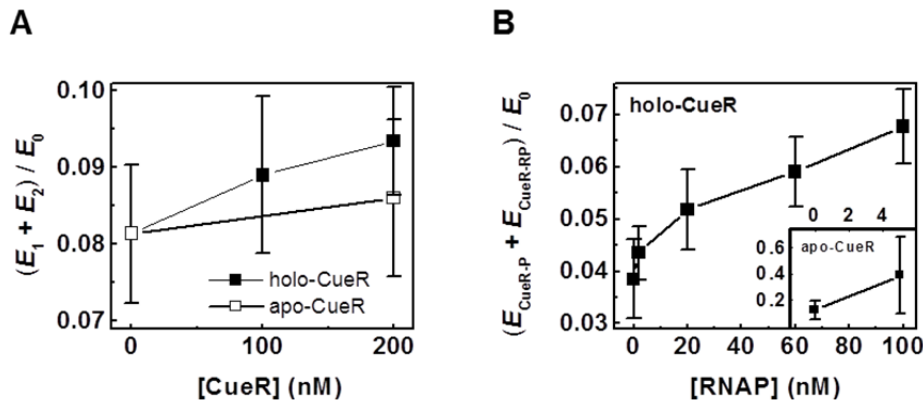 A
(E1 + E2) / E0
0.10
0.09
0.08
0.07
holo-CueR
apo-CueR
0
100
200
[CueR] (nM)
B
(ECueR-P + ECueR-RP) / E0
0.07
0.06
0.05
0.04
0.03
holo-CueR
0 2 4
apo-CueR
0.6
0.4
0.2
0 20 40 60 80 100
[RNAP] (nM)